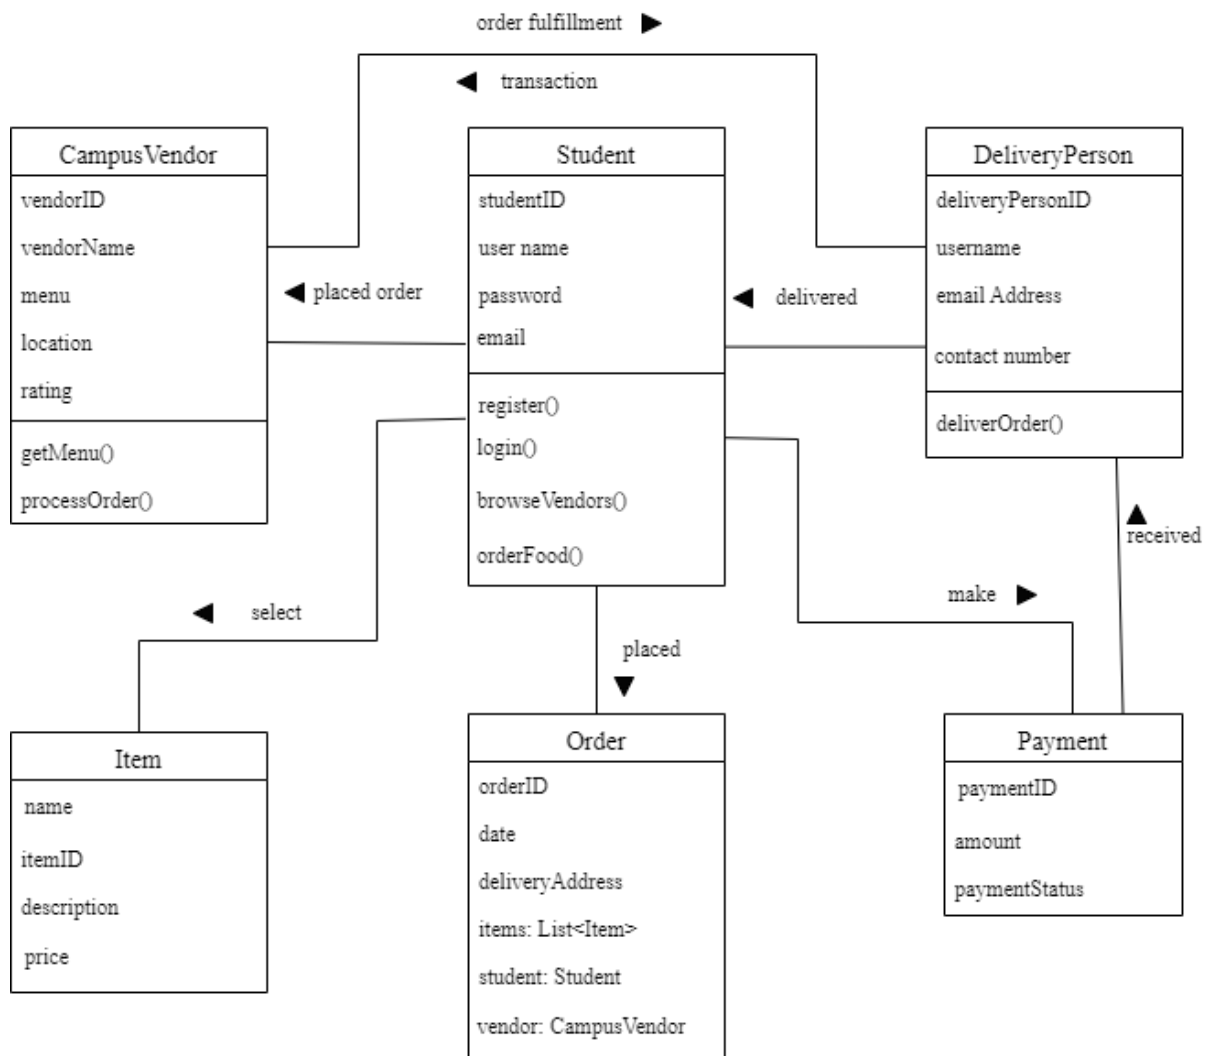 order fulfillment
transaction
CampusVendor
vendorID
vendorName
menu
location
rating
getMenu()
processOrder()
placed order
Student
studentID
user name
password
email
register()
login()
browseVendors()
orderFood()
delivered
DeliveryPerson
deliveryPersonID
username
email Address
contact number
deliverOrder()
received
select
placed
make
Item
name
itemID
description
price
Order
orderID
date
deliveryAddress
items: List<Item>
student: Student
vendor: CampusVendor
Payment
paymentID
amount
paymentStatus